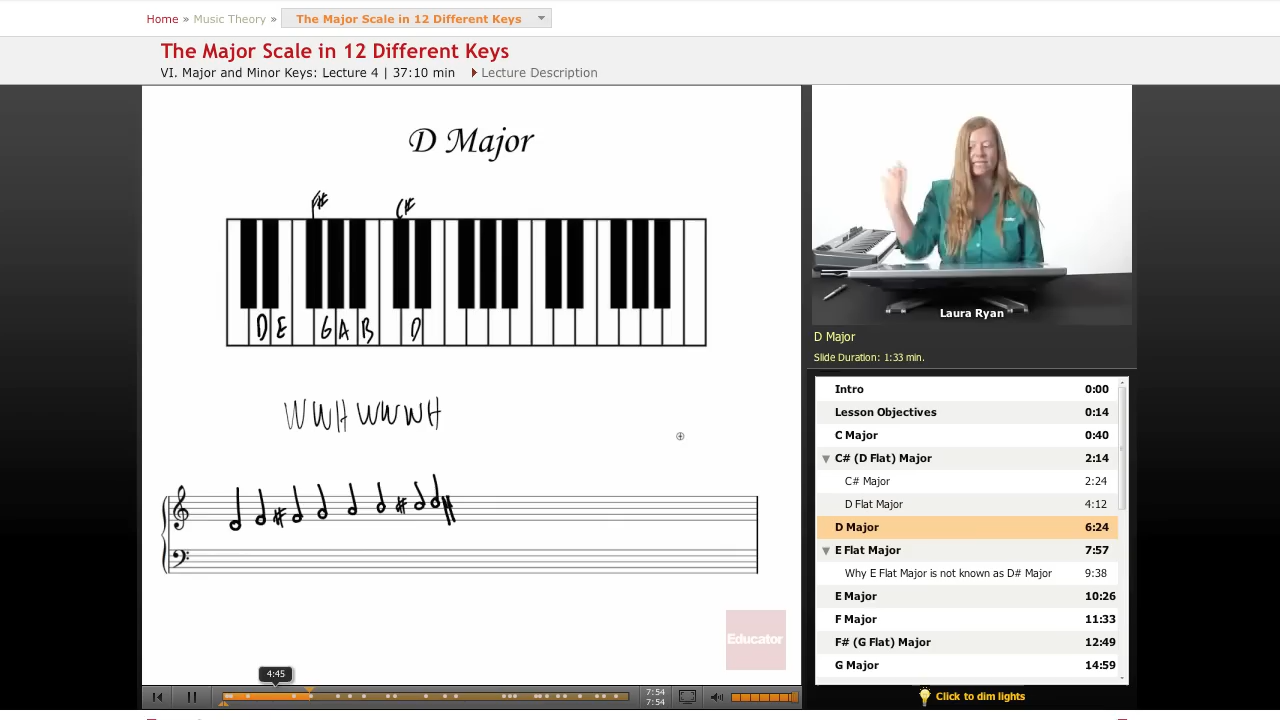 Home » Music Theory » The Major Scale in 12 Different Keys
The Major Scale in 12 Different Keys
VI. Major and Minor Keys: Lecture 4 | 37:10 min Lecture Description
D Major
F# C#
D E G A B D
W W H W W W H
Educator
Laura Ryan
D Major
Slide Duration: 1:33 min.
Intro 0:00
Lesson Objectives 0:14
C Major 0:40
C# (D Flat) Major 2:14
C# Major 2:24
D Flat Major 4:12
D Major 6:24
E Flat Major 7:57
Why E Flat Major is not known as D# Major 9:38
E Major 10:26
F Major 11:33
F# (G Flat) Major 12:49
G Major 14:59
4:45
7:54
7:54
Click to dim lights